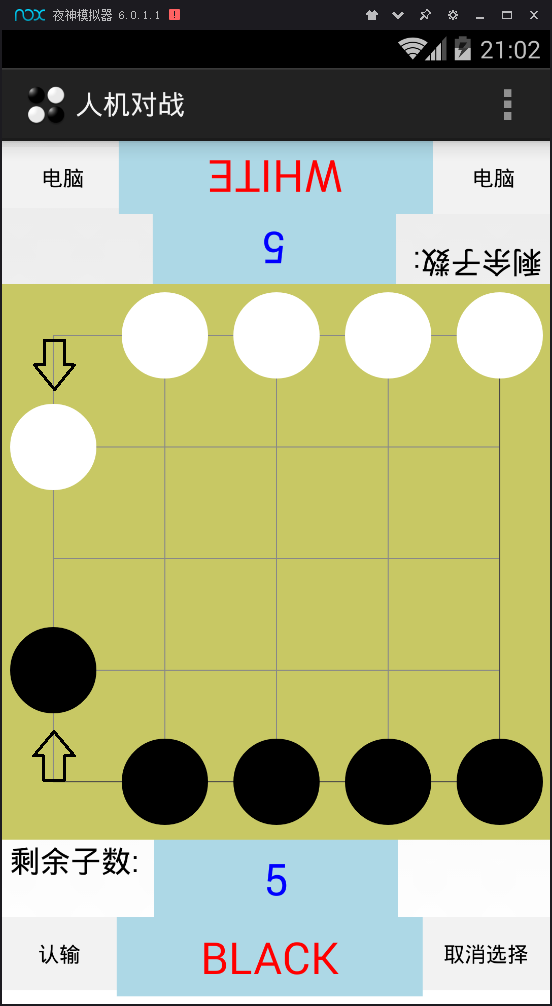 nox 夜神模拟器 6.0.1.1
21:02
人机对战
电脑 WHITE 电脑
5 剩余子数:
剩余子数: 5
认输 BLACK 取消选择